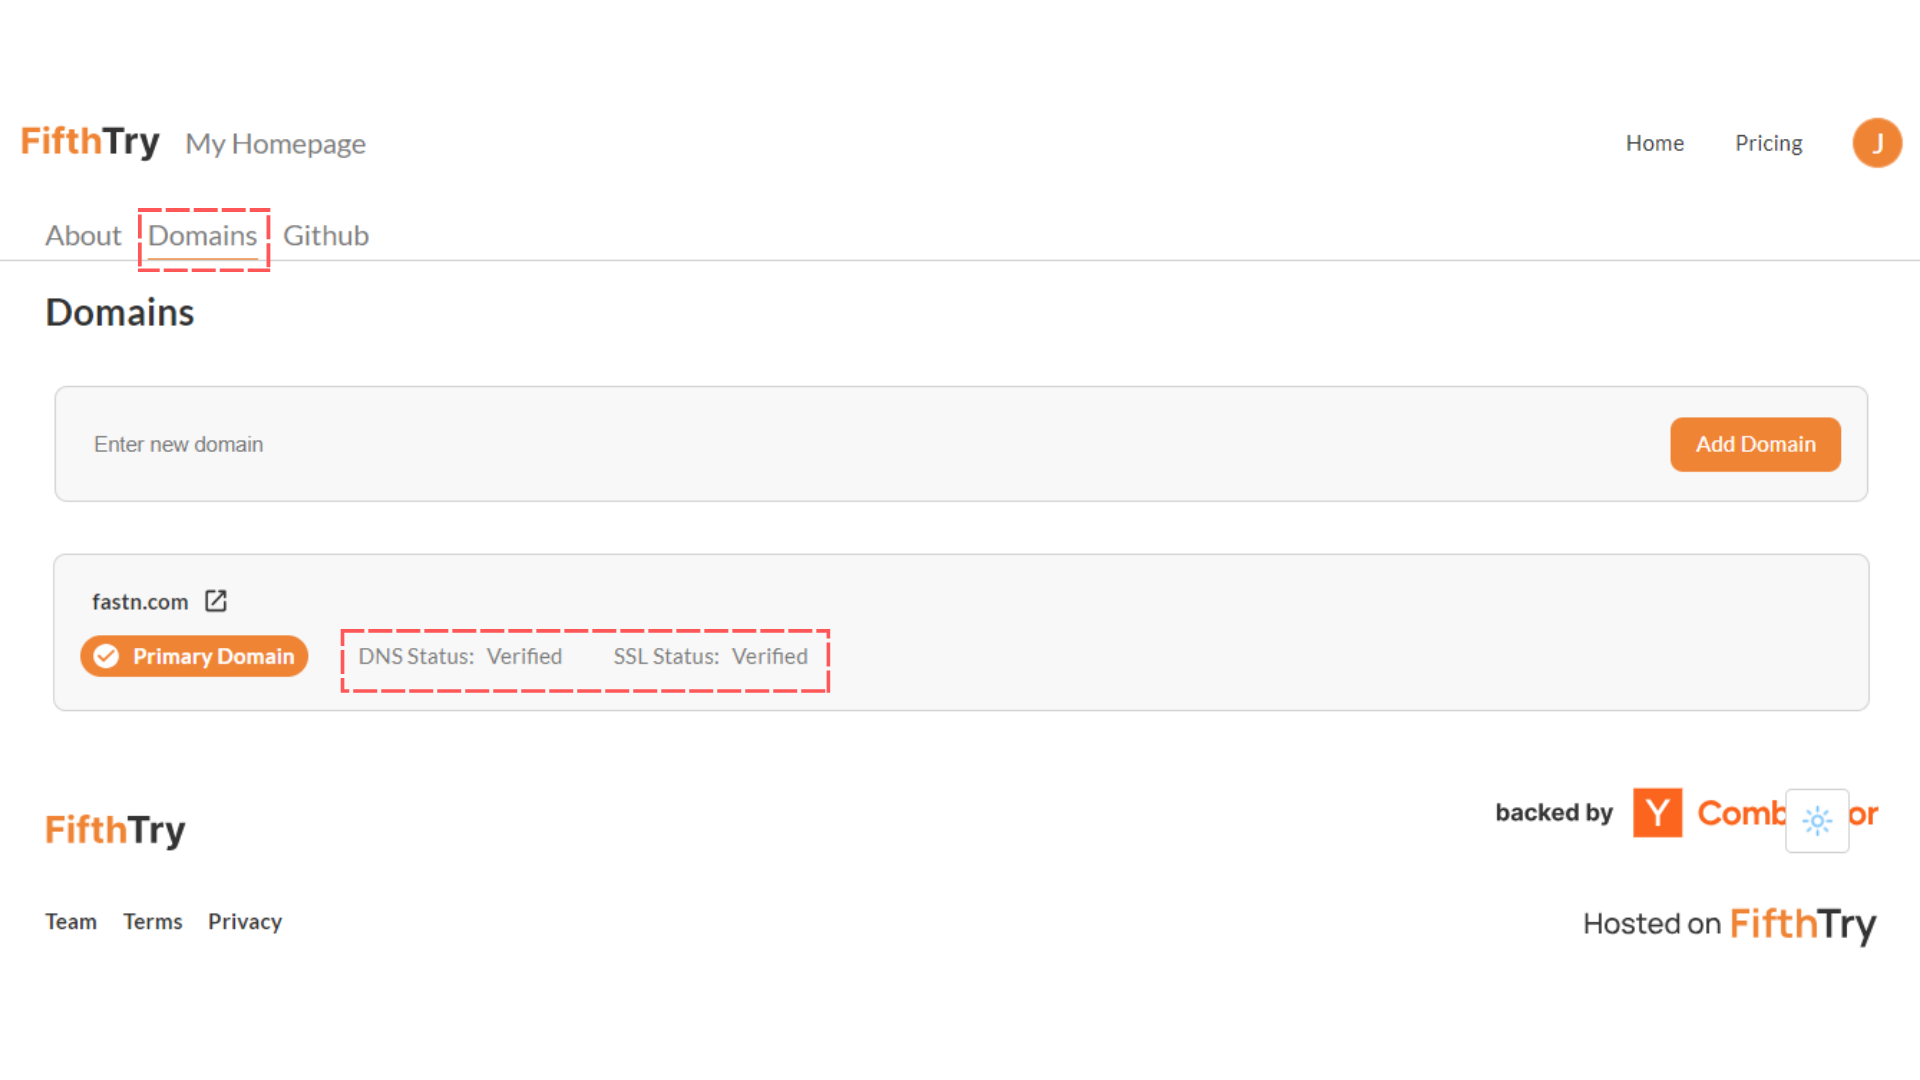 FifthTry My Homepage Home Pricing J
About Domains Github
Domains
Enter new domain Add Domain
fastn.com
Primary Domain DNS Status: Verified SSL Status: Verified
backed by Y Comb or
FifthTry
Team Terms Privacy
Hosted on FifthTry